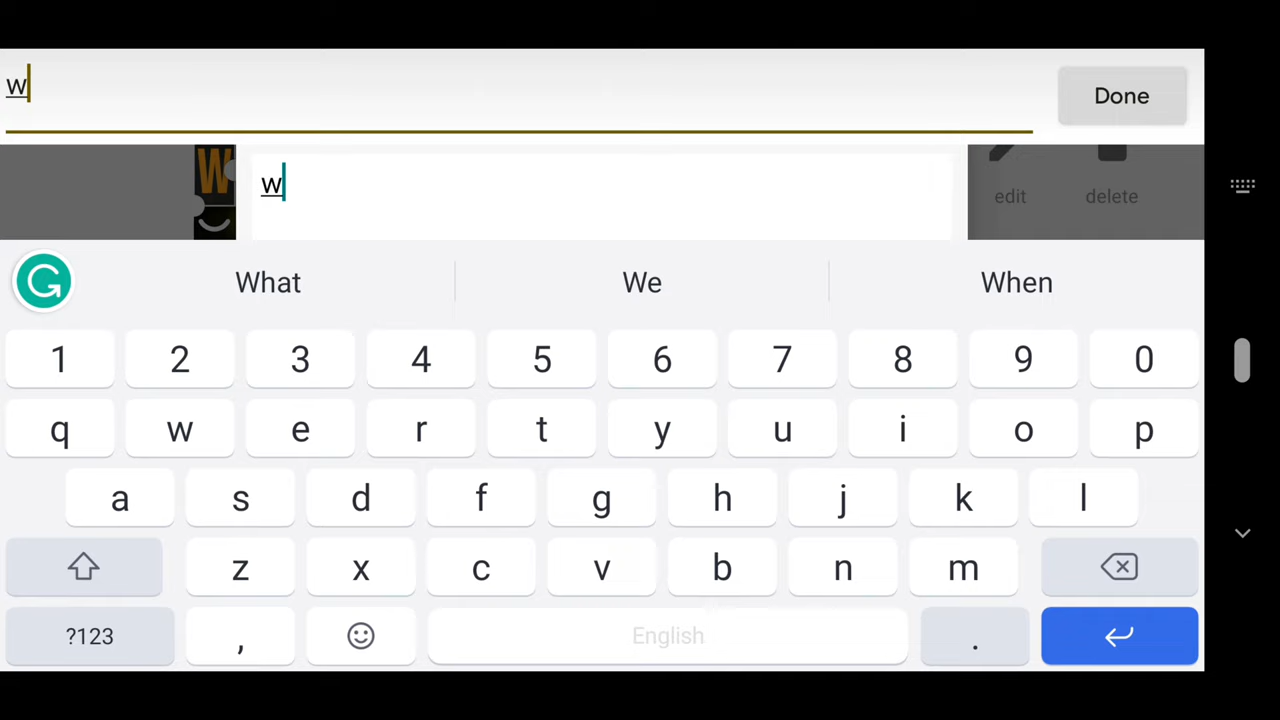 w
Done
W
w
edit
delete
What
We
When
1 2 3 4 5 6 7 8 9 0
q w e r t y u i o p
a s d f g h j k l
z x c v b n m
?123 , English .